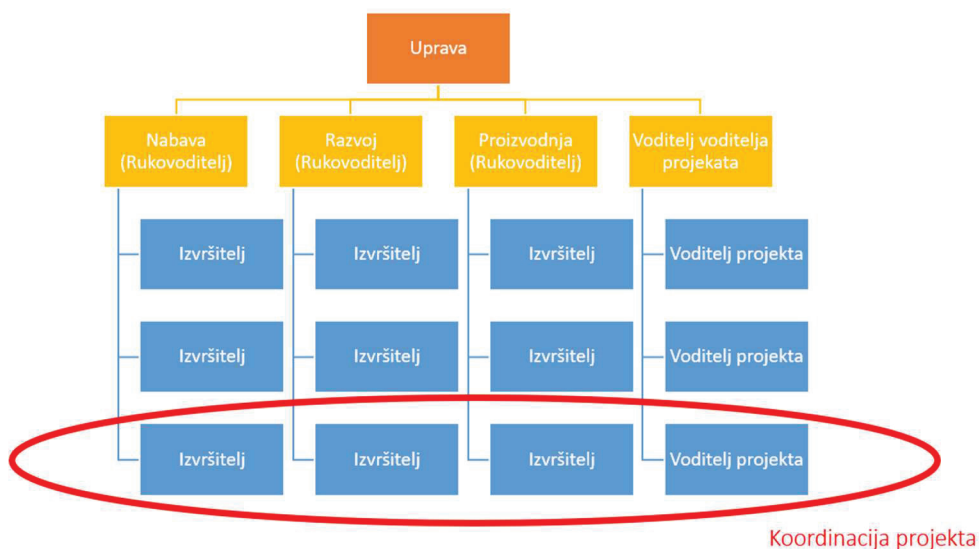 Uprava
Nabava
(Rukovoditelj)
Razvoj
(Rukovoditelj)
Proizvodnja
(Rukovoditelj)
Voditelj voditelja
projekata
Izvršitelj
Izvršitelj
Izvršitelj
Voditelj projekta
Izvršitelj
Izvršitelj
Izvršitelj
Voditelj projekta
Izvršitelj
Izvršitelj
Izvršitelj
Voditelj projekta
Koordinacija projekta